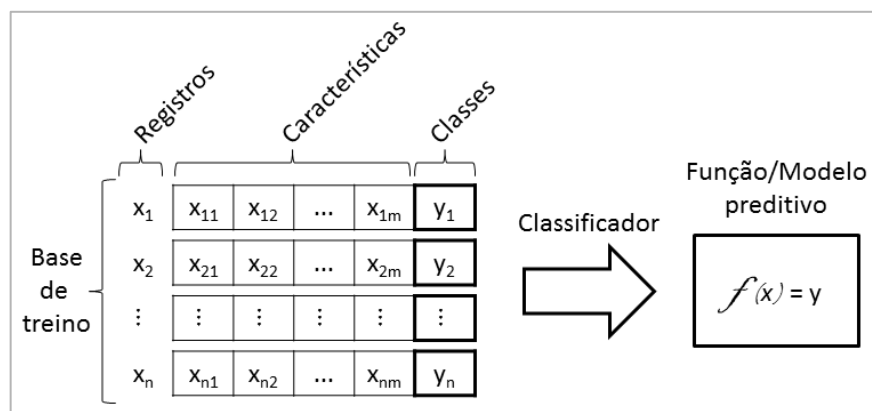 Registros
Características
Classes
Função/Modelo
preditivo
Classificador
Base
de
treino
x1 x11 x12 ... x1m y1
x2 x21 x22 ... x2m y2
⋮ ⋮ ⋮ ⋮ ⋮ ⋮
xn xn1 xn2 ... xnm yn
f(x) = y